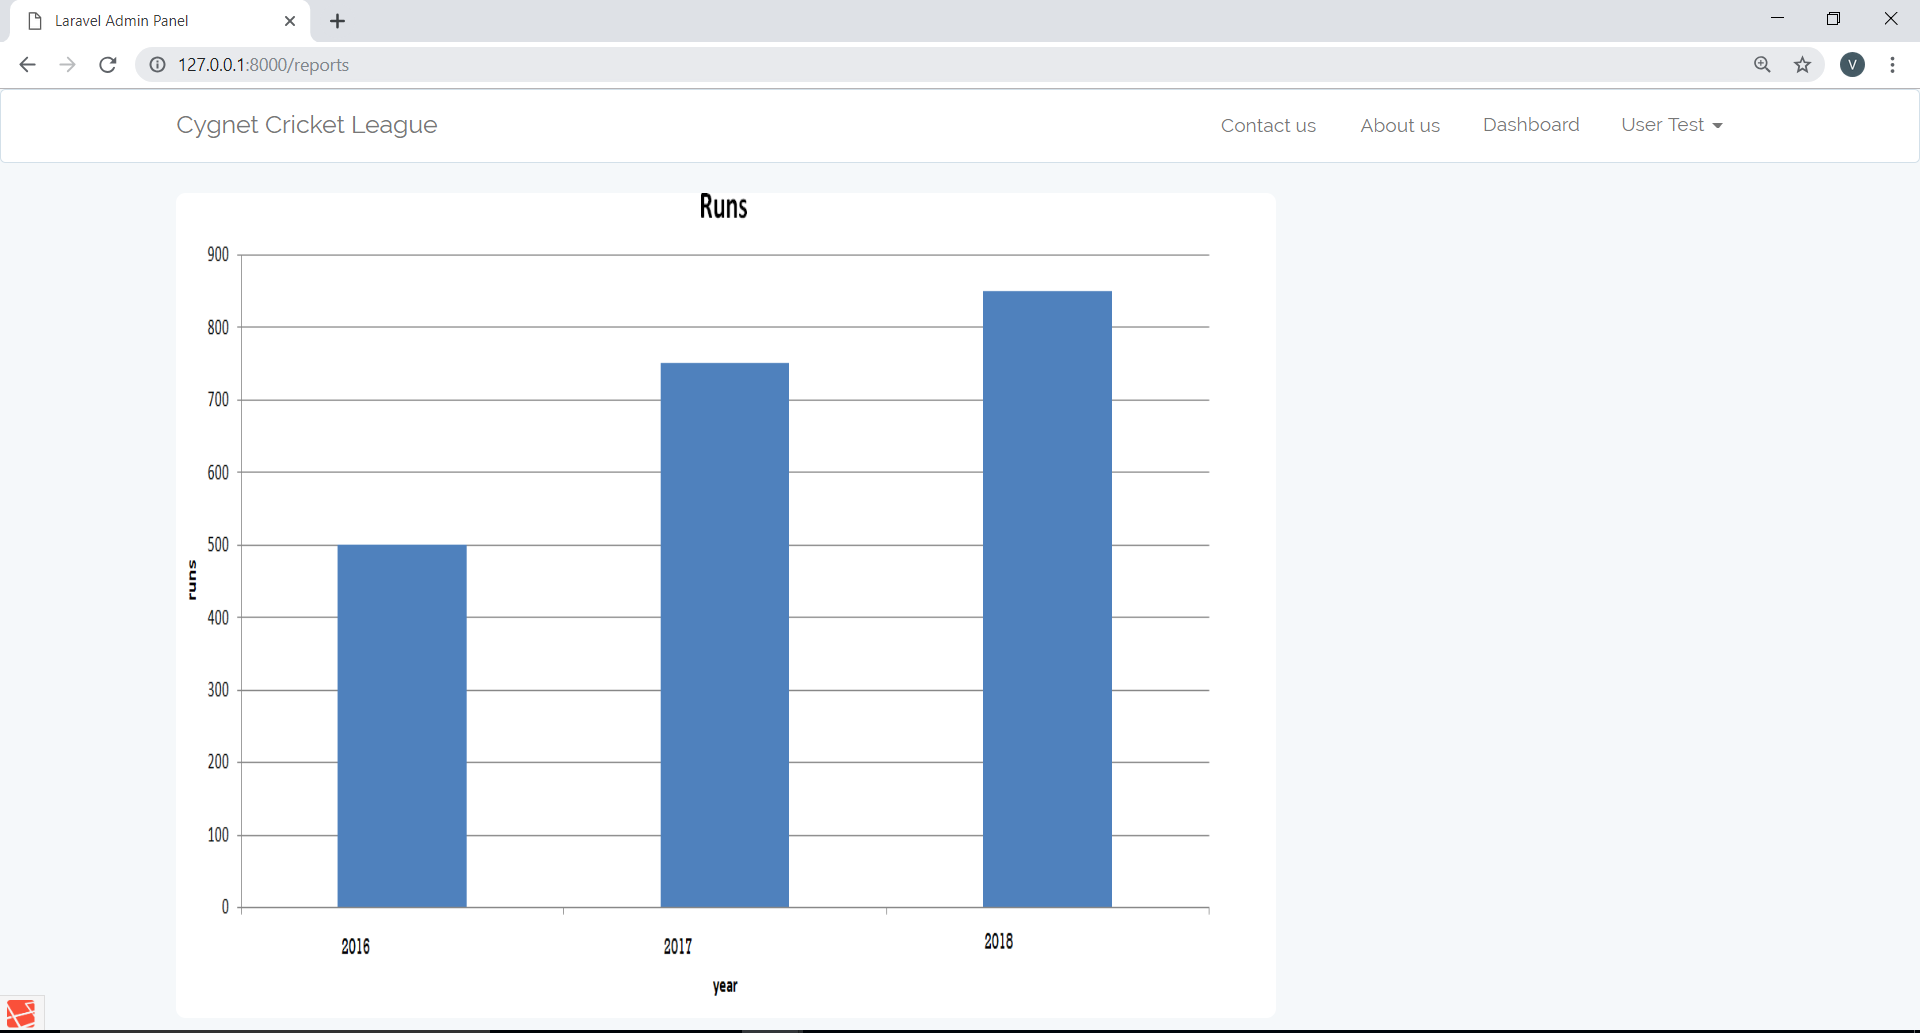 Laravel Admin Panel
127.0.0.1:8000/reports
V
Cygnet Cricket League
Contact us
About us
Dashboard
User Test
Runs
900
800
700
600
500
400
300
200
100
0
runs
2016
2017
2018
year